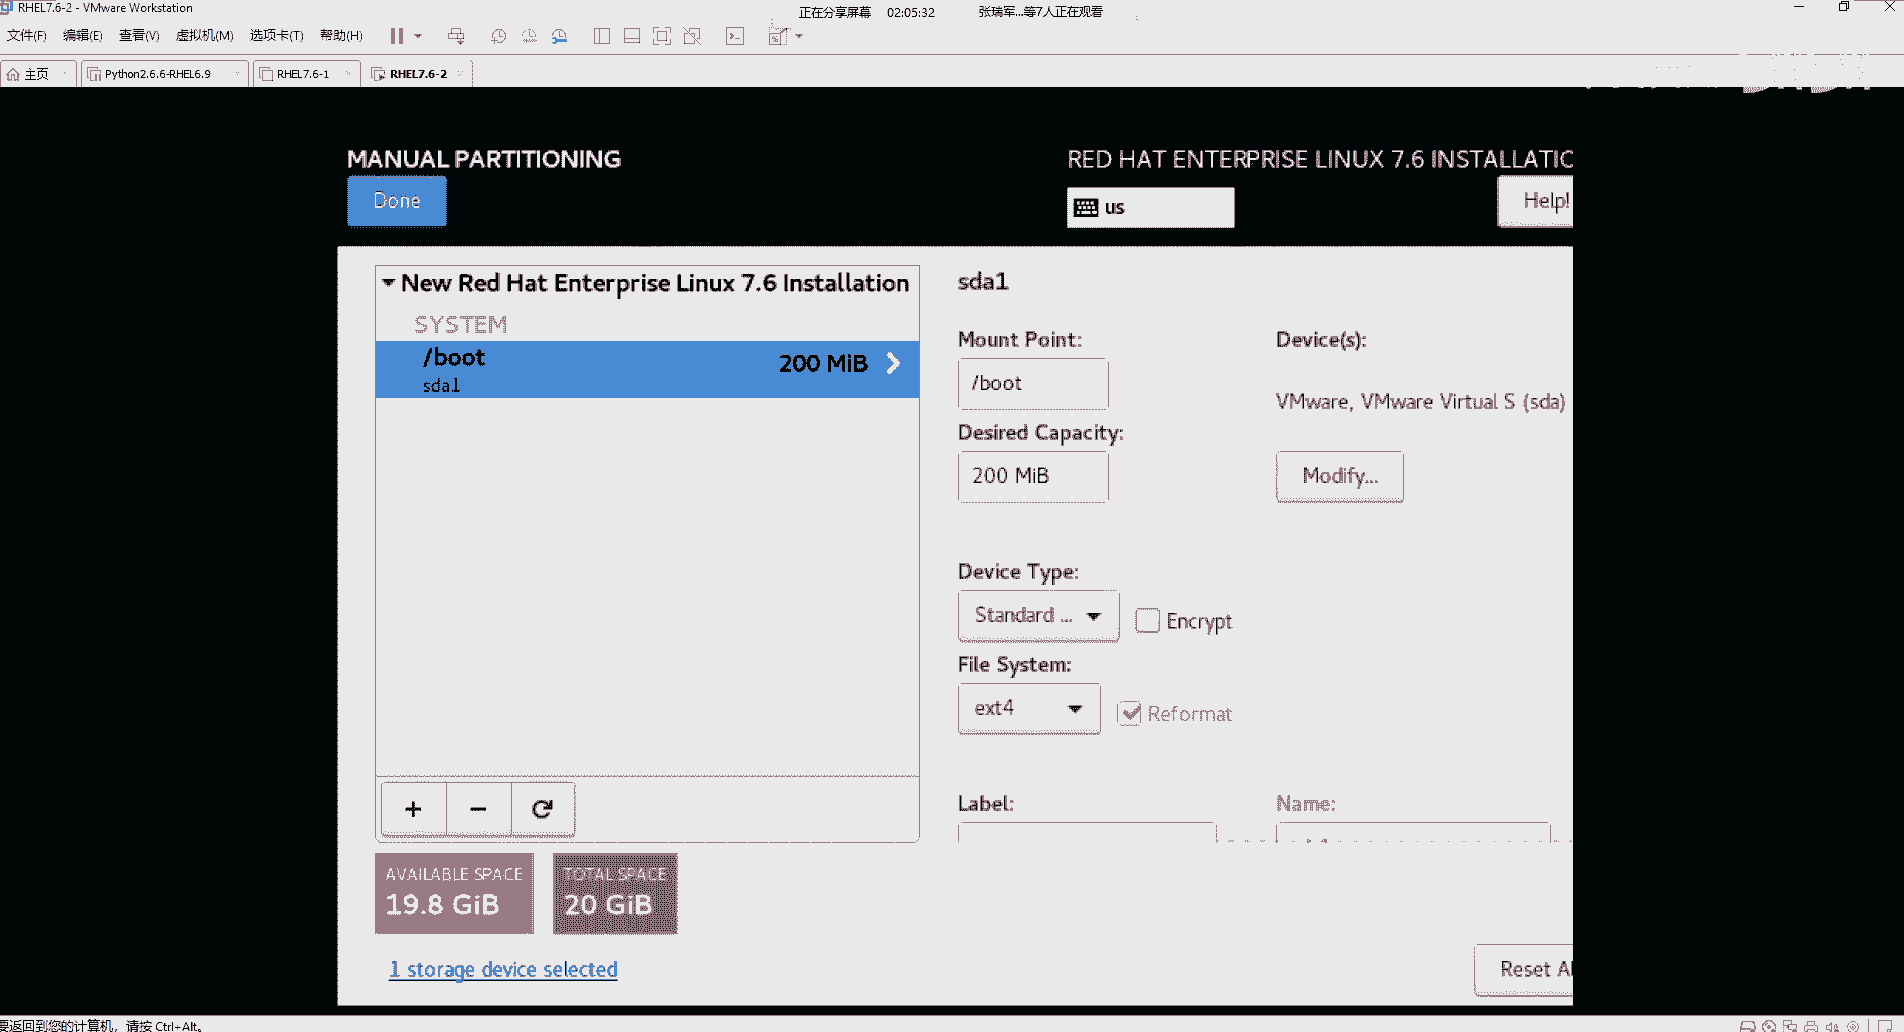 RHEL7.6-2 - VMware Workstation
正在分享屏幕 02:05:32 张瑞军...等7人正在观看
文件(F) 编辑(E) 查看(V) 虚拟机(M) 选项卡(T) 帮助(H)
主页 Python2.6.6-RHEL6.9 RHEL7.6-1 RHEL7.6-2
MANUAL PARTITIONING
RED HAT ENTERPRISE LINUX 7.6 INSTALLATIO
Done
us
Help!
New Red Hat Enterprise Linux 7.6 Installation
SYSTEM
/boot 200 MiB
sda1
sda1
Mount Point: Device(s):
/boot
VMware, VMware Virtual S (sda)
Desired Capacity:
200 MiB
Modify...
Device Type:
Standard ... Encrypt
File System:
ext4 Reformat
Label: Name:
+ −
AVAILABLE SPACE
19.8 GiB
TOTAL SPACE
20 GiB
1 storage device selected
Reset Al
要返回到您的计算机，请按 Ctrl+Alt。